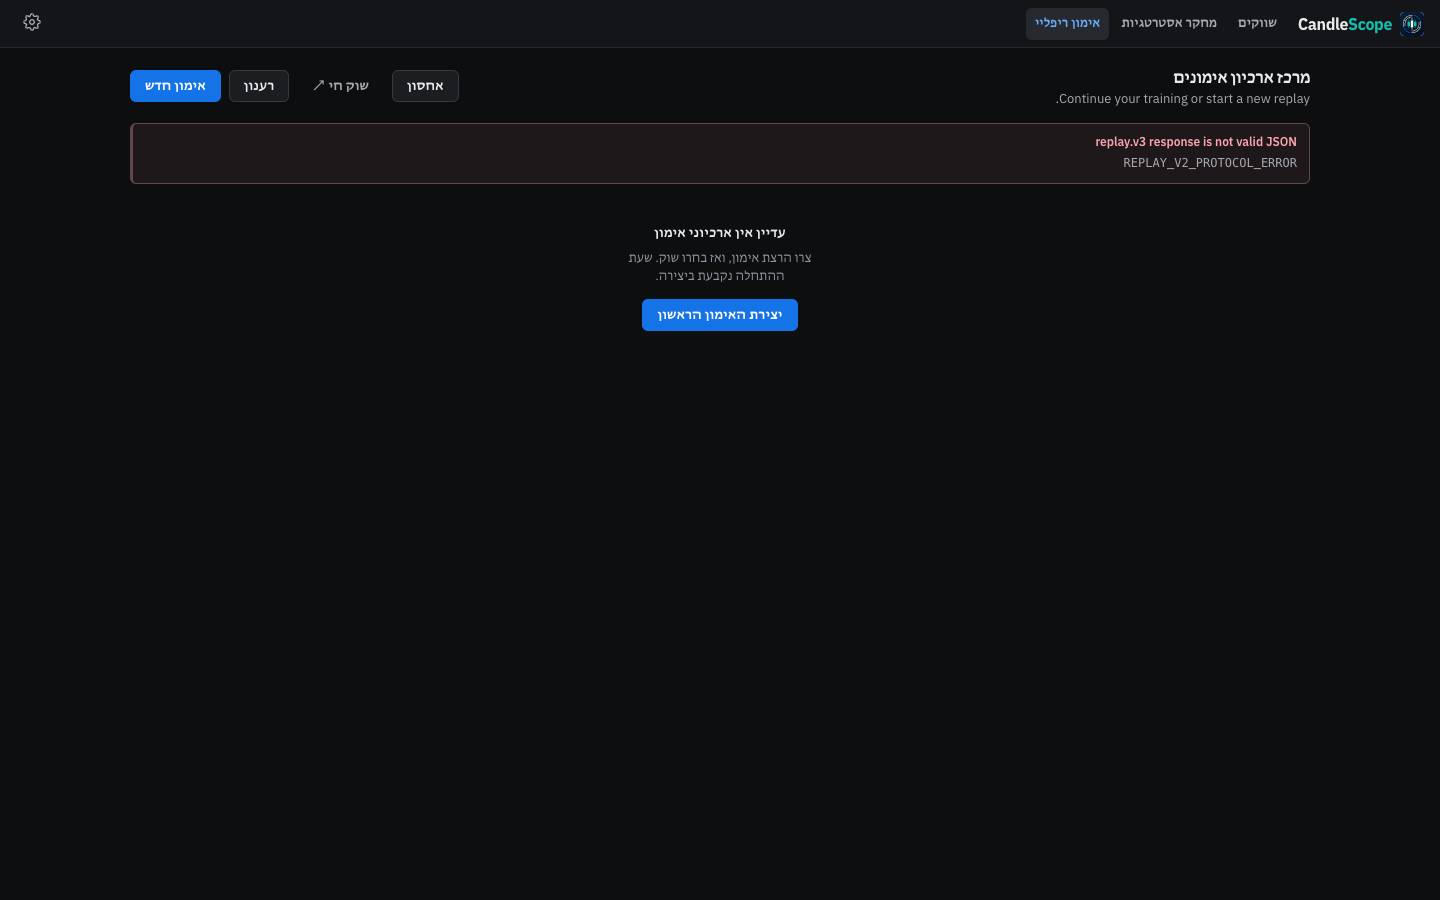 CandleScope
שווקים
מחקר אסטרטגיות
אימון ריפליי
מרכז ארכיון אימונים
Continue your training or start a new replay.
אחסון
שוק חי ↗
רענון
אימון חדש
replay.v3 response is not valid JSON
REPLAY_V2_PROTOCOL_ERROR
עדיין אין ארכיוני אימון
צרו הרצת אימון, ואז בחרו שוק. שעת
ההתחלה נקבעת ביצירה.
יצירת האימון הראשון